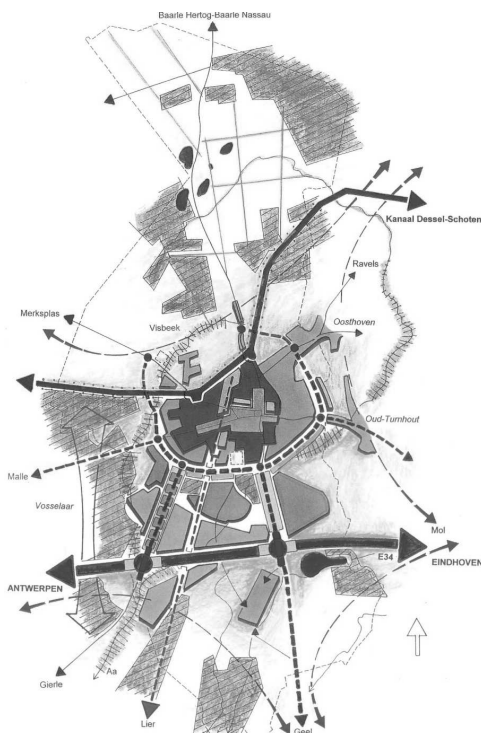 Baarle Hertog-Baarle Nassau
Kanaal Dessel-Schoten
Ravels
Merksplas
Visbeek
Oosthoven
Oud-Turnhout
Malle
Vosselaar
Mol
E34
EINDHOVEN
ANTWERPEN
Aa
Gierle
Lier
Geel